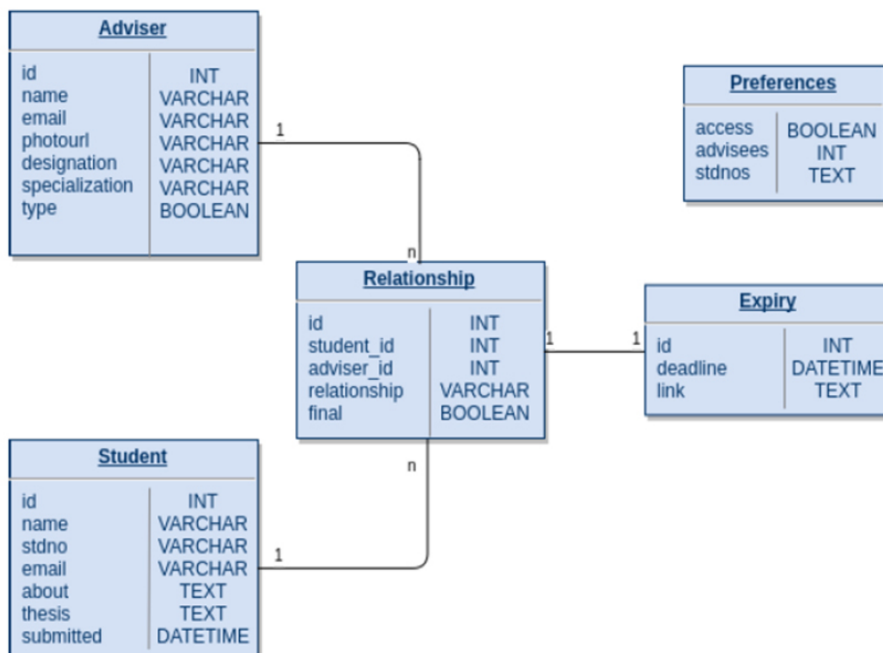 Adviser
id INT
name VARCHAR
email VARCHAR
photourl VARCHAR
designation VARCHAR
specialization VARCHAR
type BOOLEAN
Preferences
access BOOLEAN
advisees INT
stdnos TEXT
1
n
Relationship
id INT
student_id INT
adviser_id INT
relationship VARCHAR
final BOOLEAN
1 1
Expiry
id INT
deadline DATETIME
link TEXT
n
1
Student
id INT
name VARCHAR
stdno VARCHAR
email VARCHAR
about TEXT
thesis TEXT
submitted DATETIME